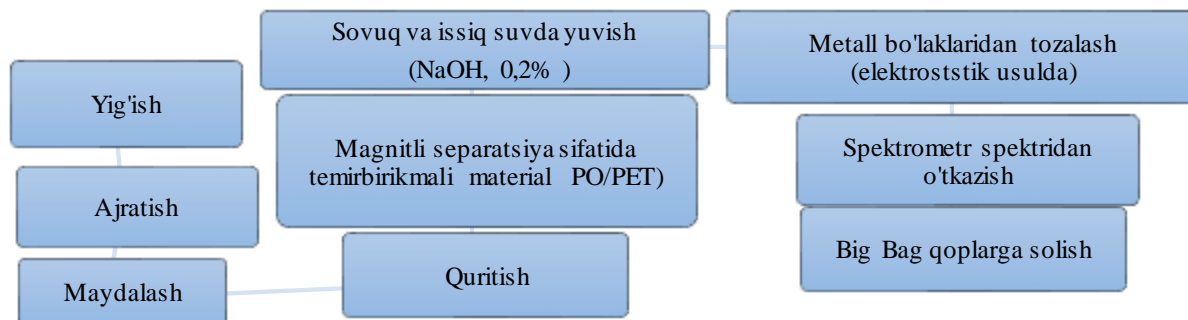 Yig'ish
Ajratish
Maydalash
Sovuq va issiq suvda yuvish
(NaOH, 0,2% )
Magnitli separatsiya sifatida
temirbirikmali material PO/PET)
Quritish
Metall bo'laklaridan tozalash
(elektroststik usulda)
Spektrometr spektridan
o'tkazish
Big Bag qoplarga solish